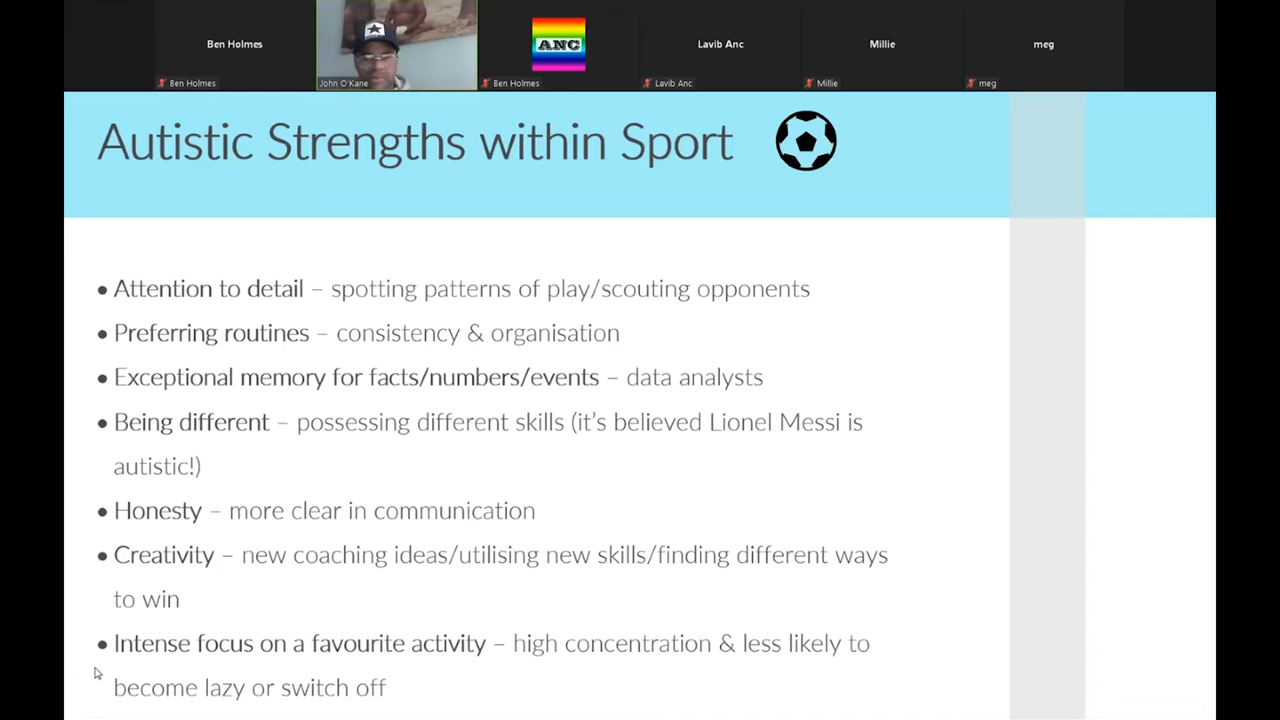 Ben Holmes
Lavib Anc
Millie
meg
ANC
Ben Holmes
John O'Kane
Ben Holmes
Lavib Anc
Millie
meg
Autistic Strengths within Sport
• Attention to detail – spotting patterns of play/scouting opponents
• Preferring routines – consistency & organisation
• Exceptional memory for facts/numbers/events – data analysts
• Being different – possessing different skills (it's believed Lionel Messi is
autistic!)
• Honesty – more clear in communication
• Creativity – new coaching ideas/utilising new skills/finding different ways
to win
• Intense focus on a favourite activity – high concentration & less likely to
become lazy or switch off